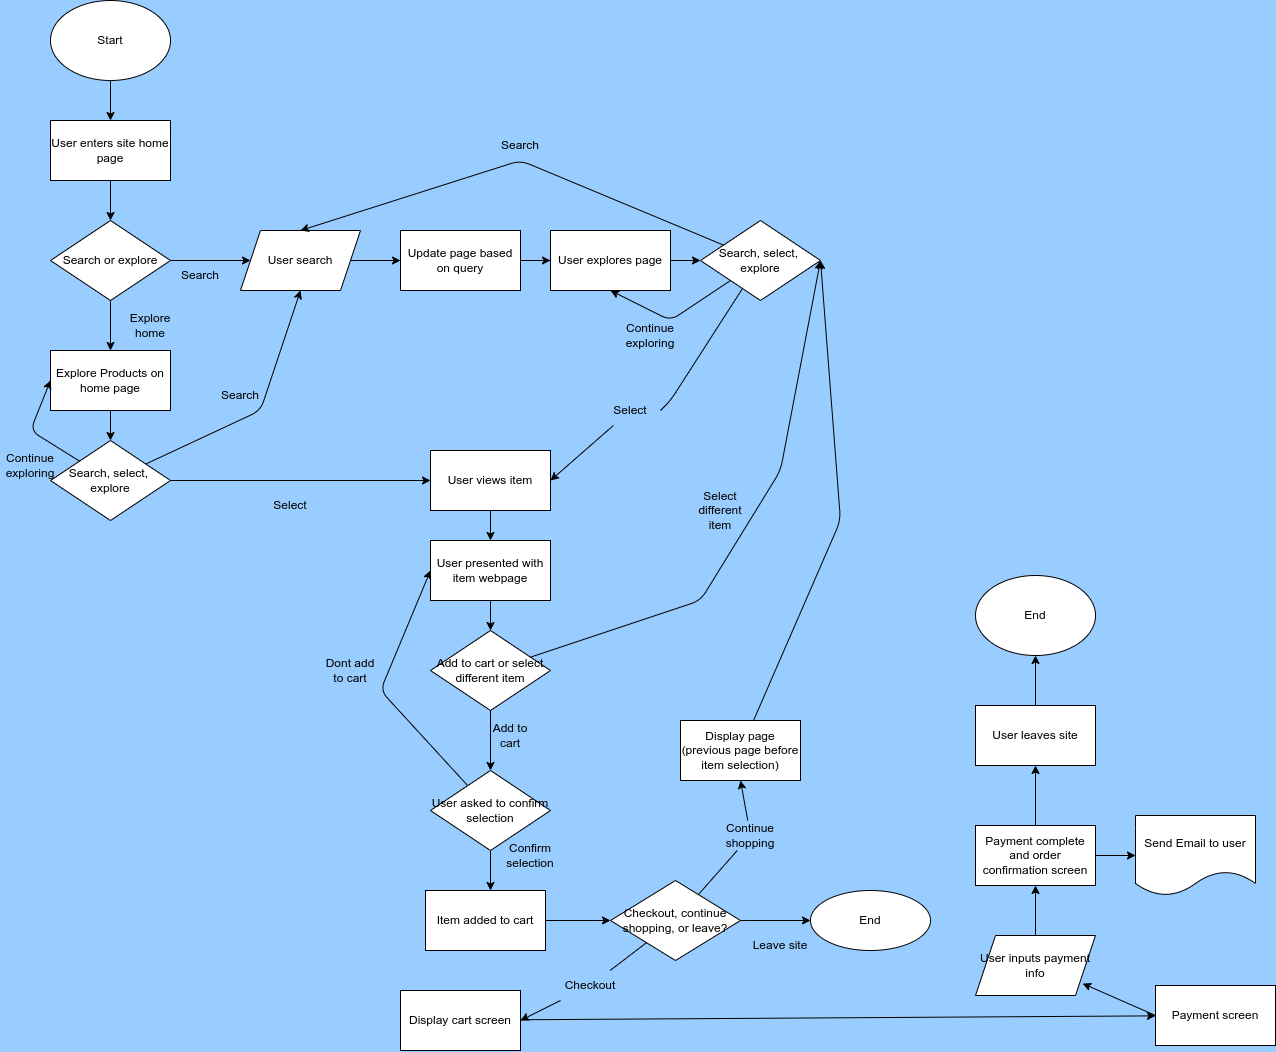 Start
User enters site home
page
Search
Search or explore
Search
User search
Update page based
on query
User explores page
Search, select,
explore
Explore
home
Continue
exploring
Explore Products on
home page
Search
Select
Continue
exploring
Search, select,
explore
Select
User views item
Select
different
item
User presented with
item webpage
Dont add
to cart
Add to cart or select
different item
Add to
cart
Display page
(previous page before
item selection)
User asked to confirm
selection
Confirm
selection
Continue
shopping
Item added to cart
Checkout, continue
shopping, or leave?
Leave site
End
Checkout
Display cart screen
End
User leaves site
Payment complete
and order
confirmation screen
Send Email to user
User inputs payment
info
Payment screen